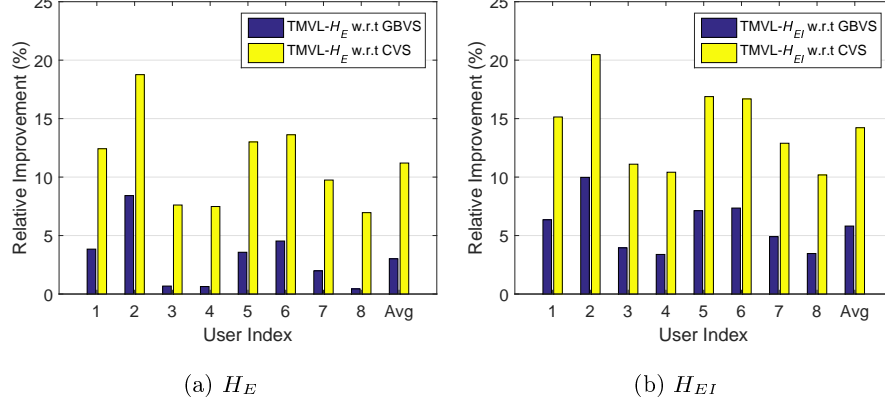 25
20
15
10
5
0
Relative Improvement (%)
TMVL-H_E w.r.t GBVS
TMVL-H_E w.r.t CVS
1 2 3 4 5 6 7 8 Avg
User Index
(a) H_E
25
20
15
10
5
0
Relative Improvement (%)
TMVL-H_EI w.r.t GBVS
TMVL-H_EI w.r.t CVS
1 2 3 4 5 6 7 8 Avg
User Index
(b) H_EI